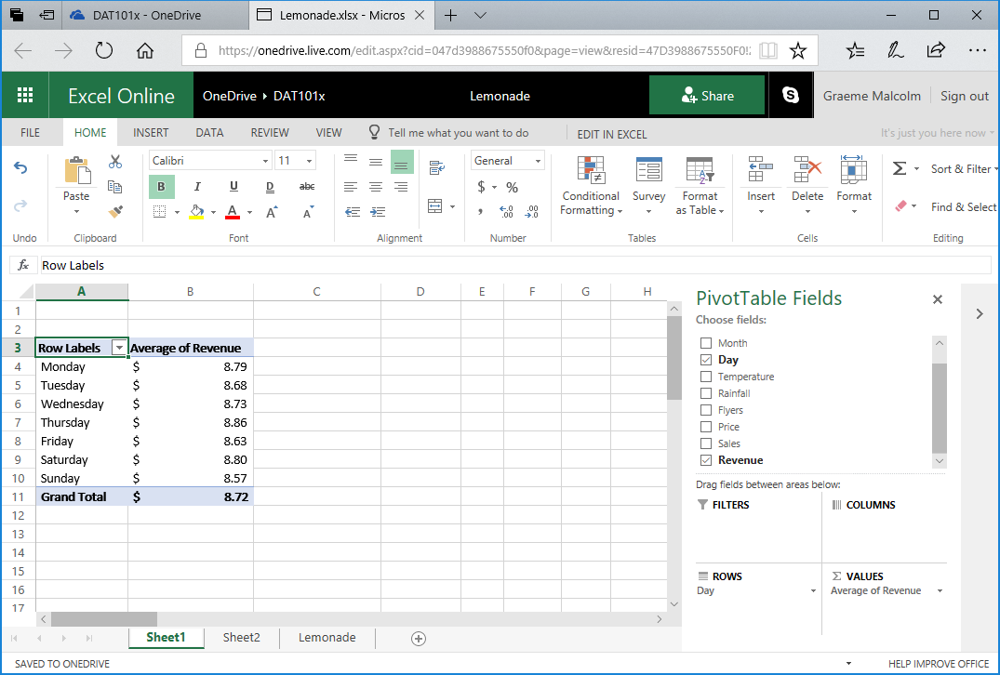 DAT101x - OneDrive
Lemonade.xlsx - Micros
https://onedrive.live.com/edit.aspx?cid=047d3988675550f0&page=view&resid=47D3988675550F0!
Excel Online
OneDrive ▸ DAT101x
Lemonade
Share
Graeme Malcolm
Sign out
FILE HOME INSERT DATA REVIEW VIEW Tell me what you want to do EDIT IN EXCEL It's just you here now
Calibri 11 General
Paste
B I U D abc
$ % Conditional Formatting Survey Format as Table Insert Delete Format
Σ Sort & Filter
A A A , .00 .00
Find & Select
Undo Clipboard Font Alignment Number Tables Cells Editing
fx Row Labels
A B C D E F G H
1
2
3 Row Labels Average of Revenue
4 Monday $ 8.79
5 Tuesday $ 8.68
6 Wednesday $ 8.73
7 Thursday $ 8.86
8 Friday $ 8.63
9 Saturday $ 8.80
10 Sunday $ 8.57
11 Grand Total $ 8.72
12
13
14
15
16
17
PivotTable Fields
Choose fields:
Month
Day
Temperature
Rainfall
Flyers
Price
Sales
Revenue
Drag fields between areas below:
FILTERS
COLUMNS
ROWS
Day
Σ VALUES
Average of Revenue
Sheet1 Sheet2 Lemonade
SAVED TO ONEDRIVE
HELP IMPROVE OFFICE